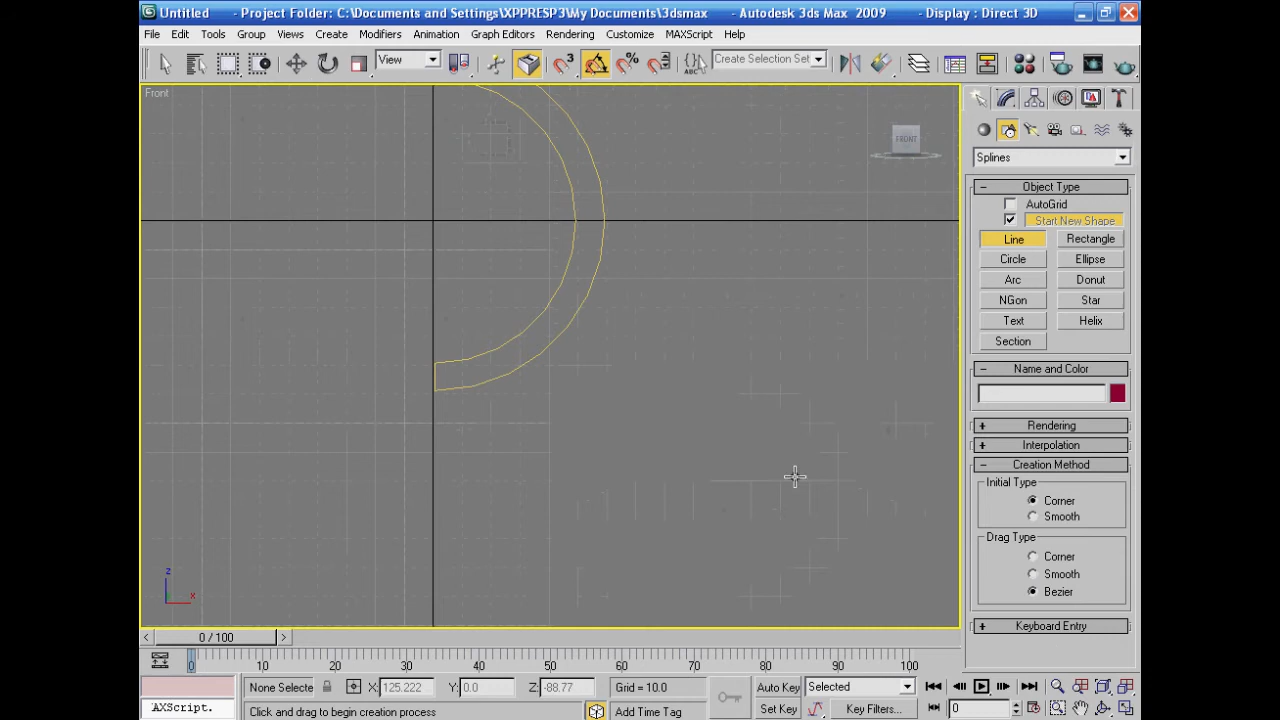 Untitled - Project Folder: C:\Documents and Settings\XPPRESP3\My Documents\3dsmax - Autodesk 3ds Max 2009 - Display : Direct 3D
File Edit Tools Group Views Create Modifiers Animation Graph Editors Rendering Customize MAXScript Help
View
3
Create Selection Set
Front
FRONT
Splines
Object Type
AutoGrid
Start New Shape
Line Rectangle
Circle Ellipse
Arc Donut
NGon Star
Text Helix
Section
Name and Color
Rendering
Interpolation
Creation Method
Initial Type
Corner
Smooth
Drag Type
Corner
Smooth
Bezier
Keyboard Entry
z
x
0 / 100
0 10 20 30 40 50 60 70 80 90 100
None Selecte X: 125.222 Y: 0.0 Z: -88.77 Grid = 10.0 Auto Key Selected
'AXScript. Click and drag to begin creation process Add Time Tag Set Key Key Filters... 0